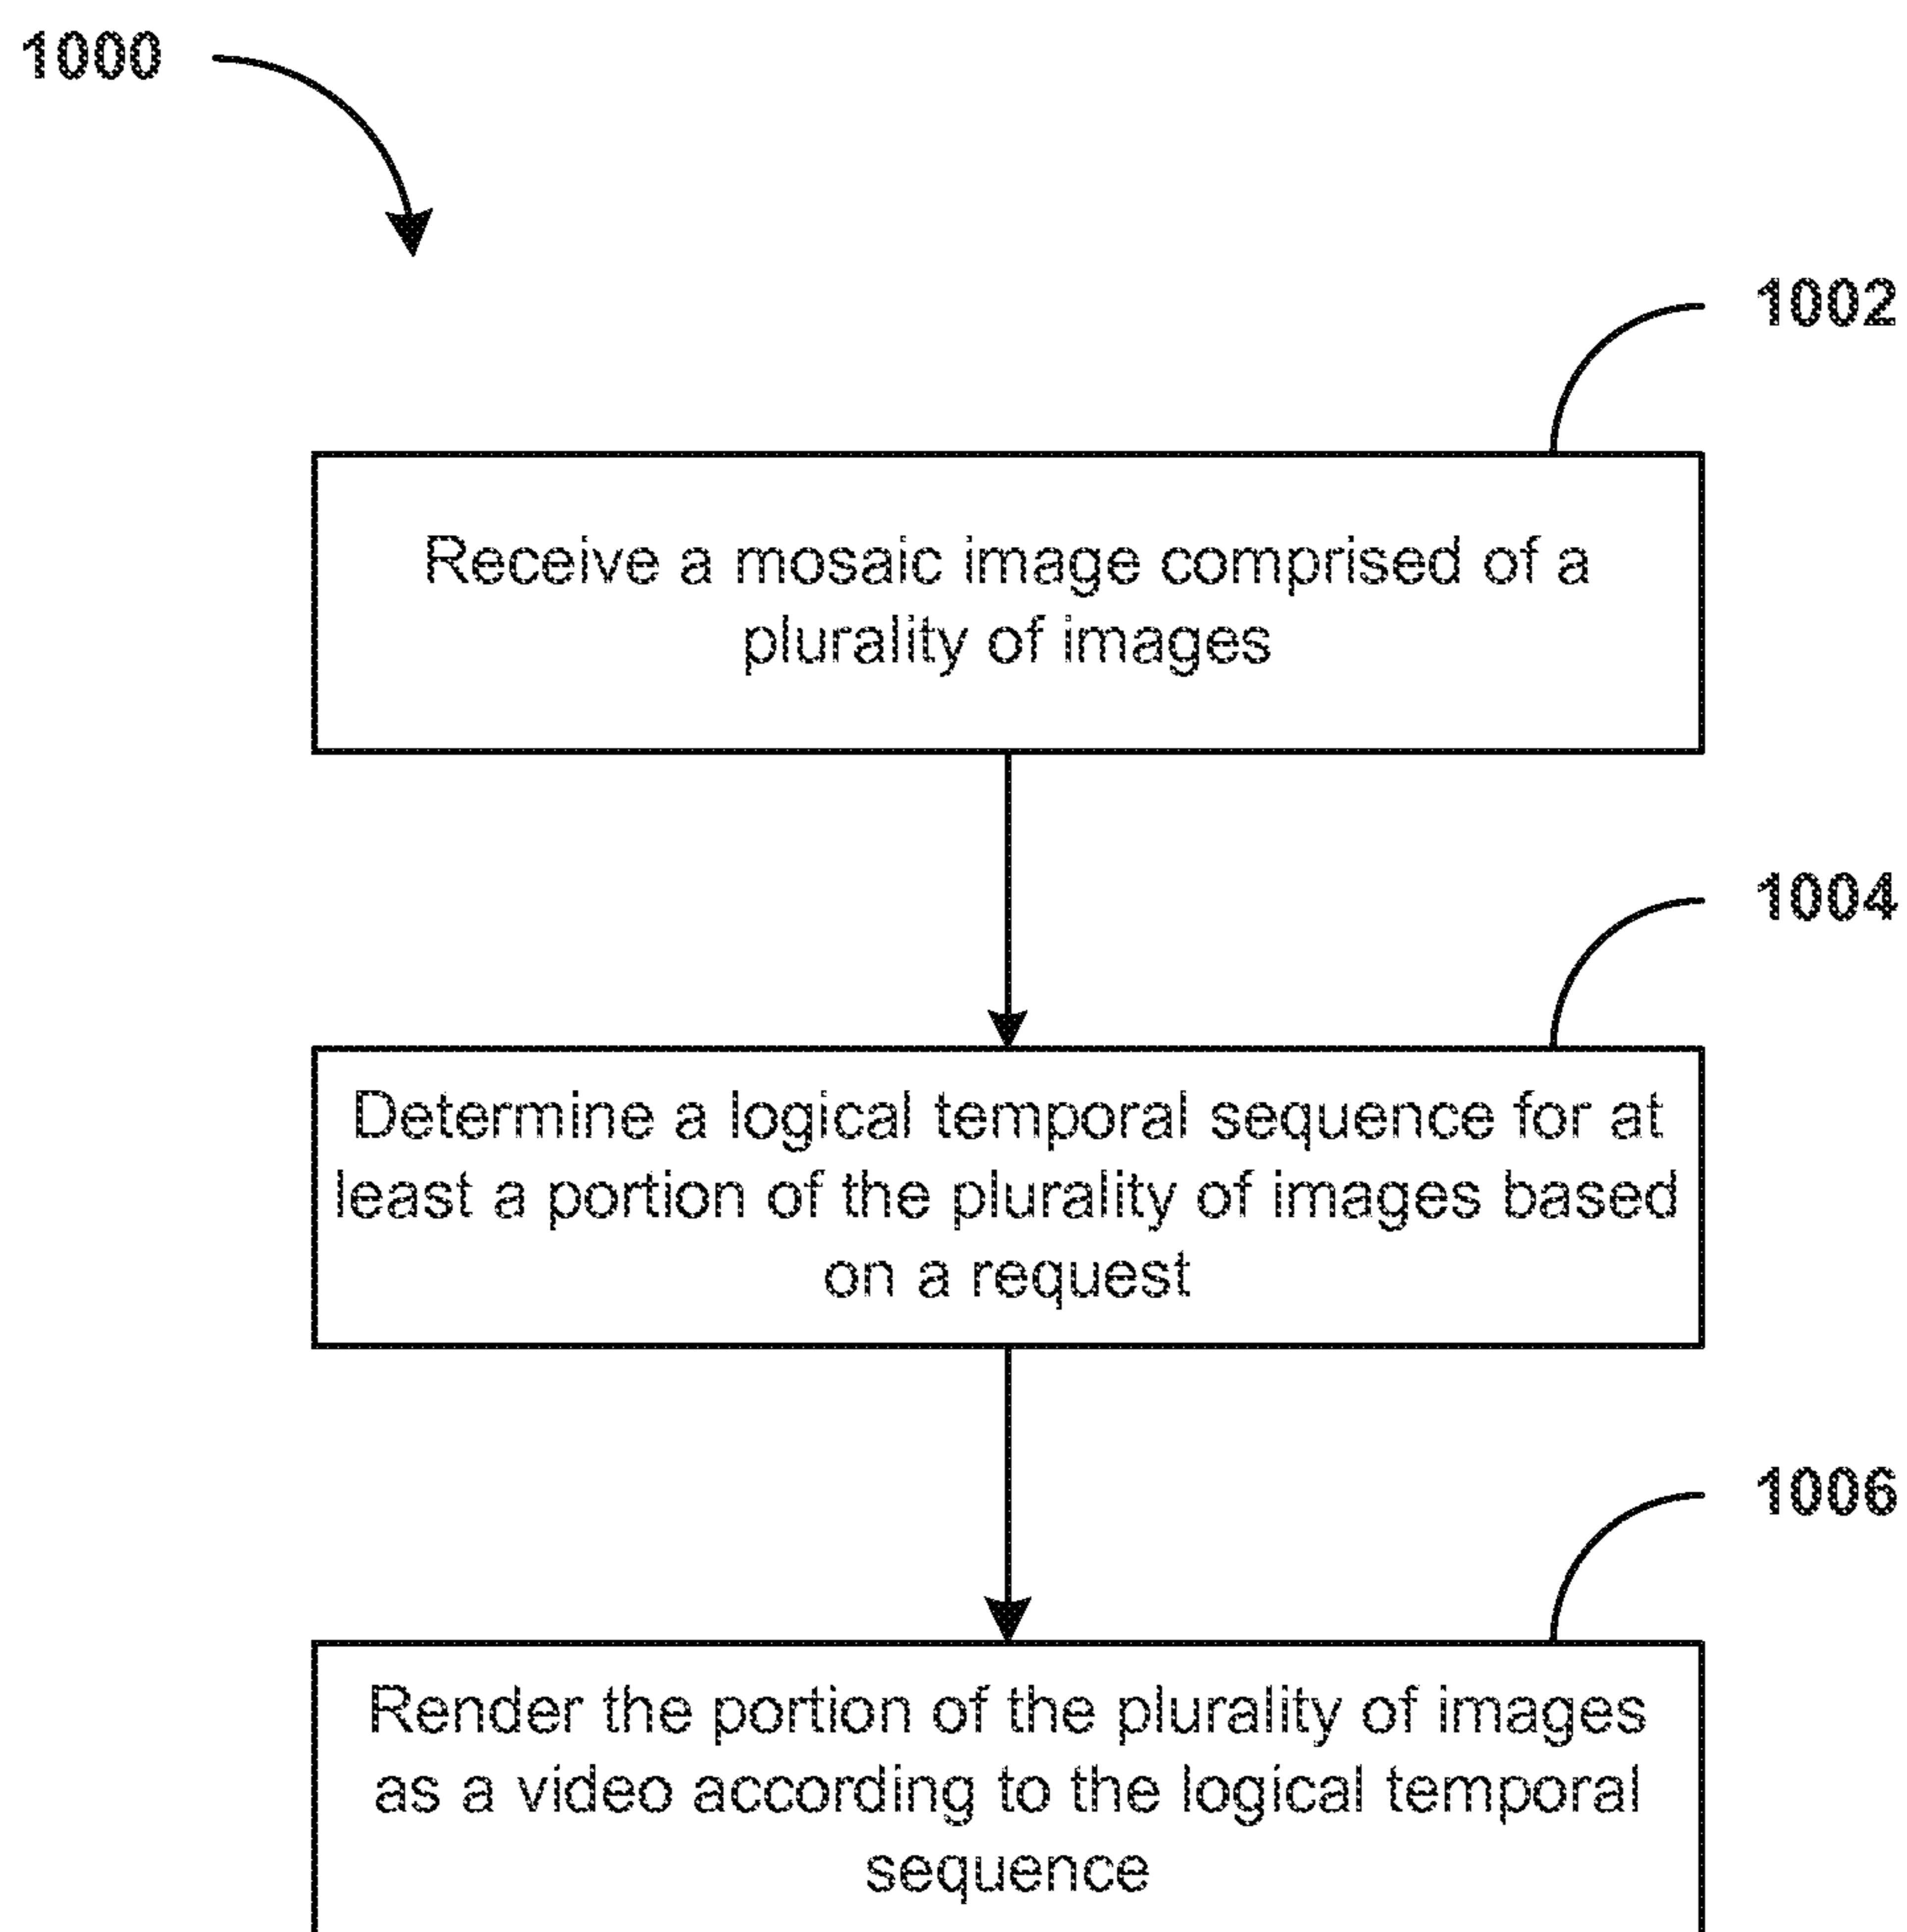 1000
1002
Receive a mosaic image comprised of a
plurality of images
1004
Determine a logical temporal sequence for at
least a portion of the plurality of images based
on a request
1006
Render the portion of the plurality of images
as a video according to the logical temporal
sequence